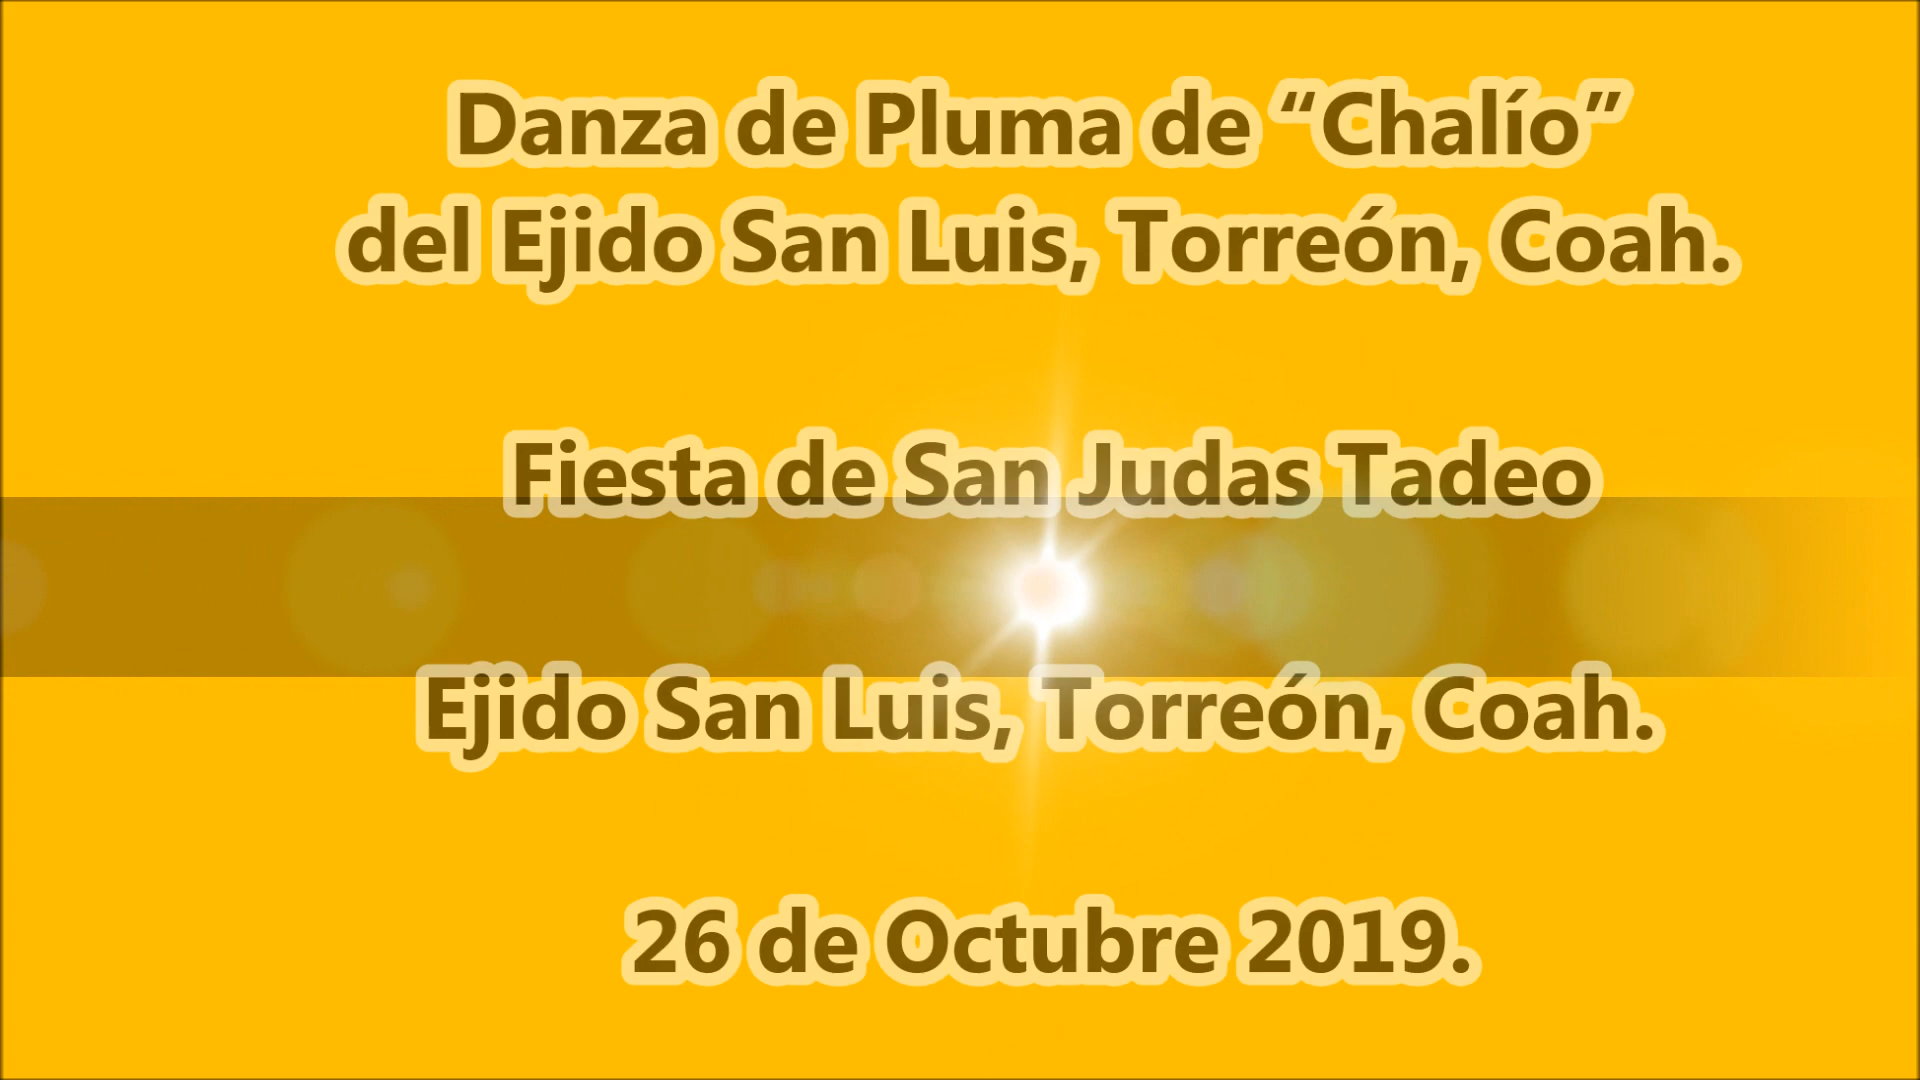 Danza de Pluma de “Chalío”
del Ejido San Luis, Torreón, Coah.
Fiesta de San Judas Tadeo
Ejido San Luis, Torreón, Coah.
26 de Octubre 2019.